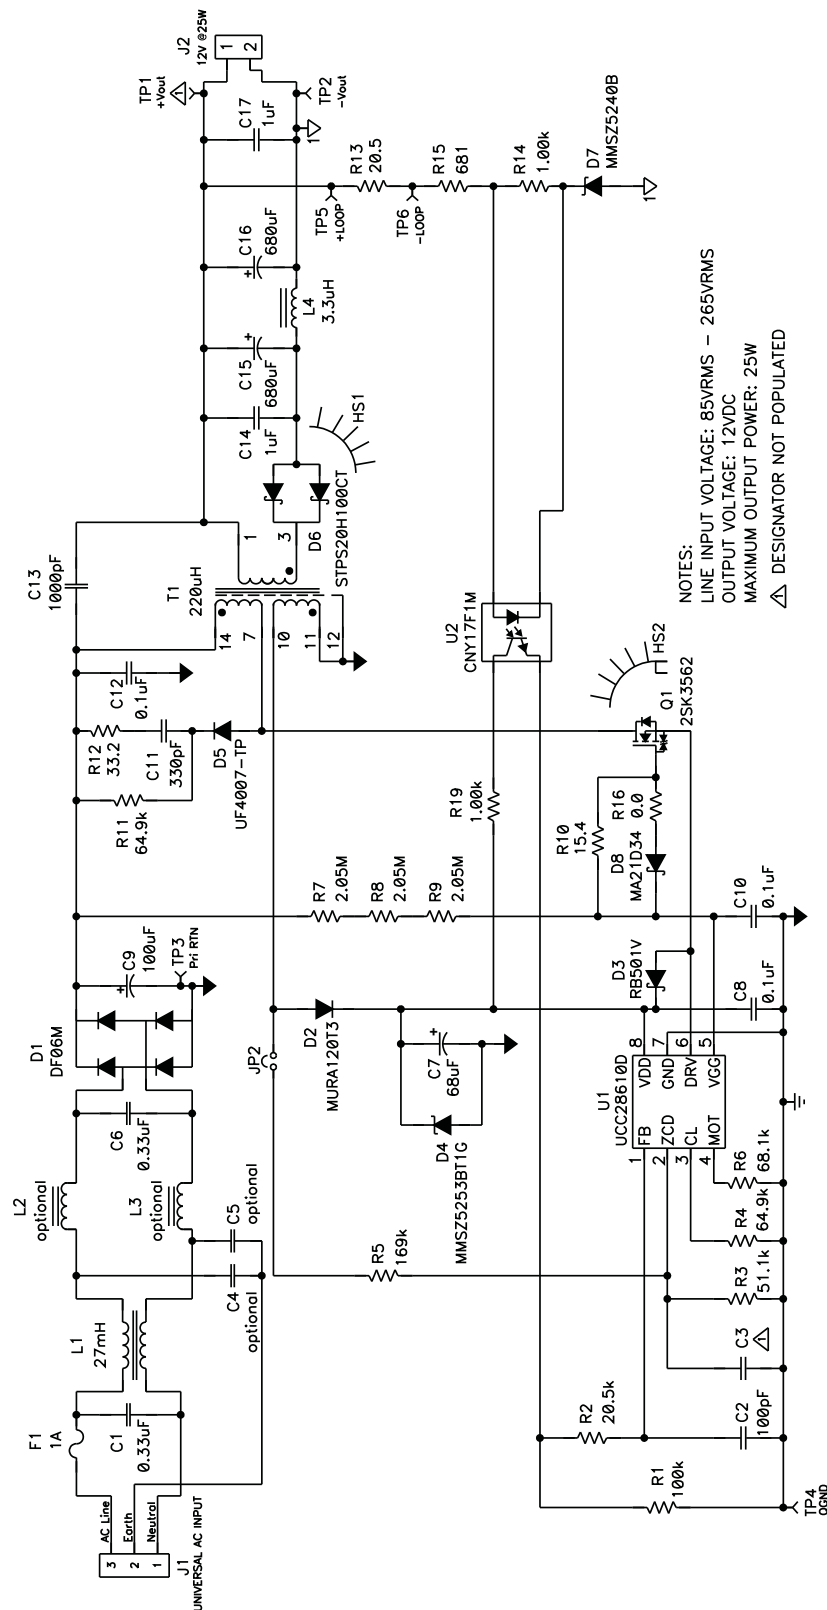 J1
UNIVERSAL AC INPUT
3
2
1
AC Line
Earth
Neutral
F1
1A
C1
0.33uF
L1
27mH
C4
optional
C5
optional
L2
optional
L3
optional
C6
0.33uF
D1
DF06M
C9
100uF
+
TP3
Pri RTN
R11
64.9k
R12
33.2
C11
330pF
D5
UF4007-TP
C12
0.1uF
C13
1000pF
T1
220uH
14
7
10
11
12
1
3
D6
STPS20H100CT
HS1
C14
1uF
C15
680uF
+
L4
3.3uH
C16
680uF
+
C17
1uF
1
TP1
+Vout
1
TP2
-Vout
J2
12V @25W
1
2
TP5
+LOOP
R13
20.5
TP6
-LOOP
R15
681
R14
1.00k
D7
MMSZ5240B
1
JP2
D2
MURA120T3
R5
169k
C7
68uF
+
D4
MMSZ5253BT1G
R7
2.05M
R8
2.05M
R9
2.05M
R19
1.00k
U2
CNY17F1M
R10
15.4
D8
MA21D34
R16
0.0
Q1
2SK3562
HS2
D3
RB501V
C8
0.1uF
C10
0.1uF
U1
UCC28610D
1
FB
2
ZCD
3
CL
4
MOT
VDD
8
GND
7
DRV
6
VGG
5
R6
68.1k
R4
64.9k
R3
51.1k
C3
1
R2
20.5k
C2
100pF
R1
100k
TP4
QGND
NOTES:
LINE INPUT VOLTAGE: 85VRMS - 265VRMS
OUTPUT VOLTAGE: 12VDC
MAXIMUM OUTPUT POWER: 25W
1 DESIGNATOR NOT POPULATED